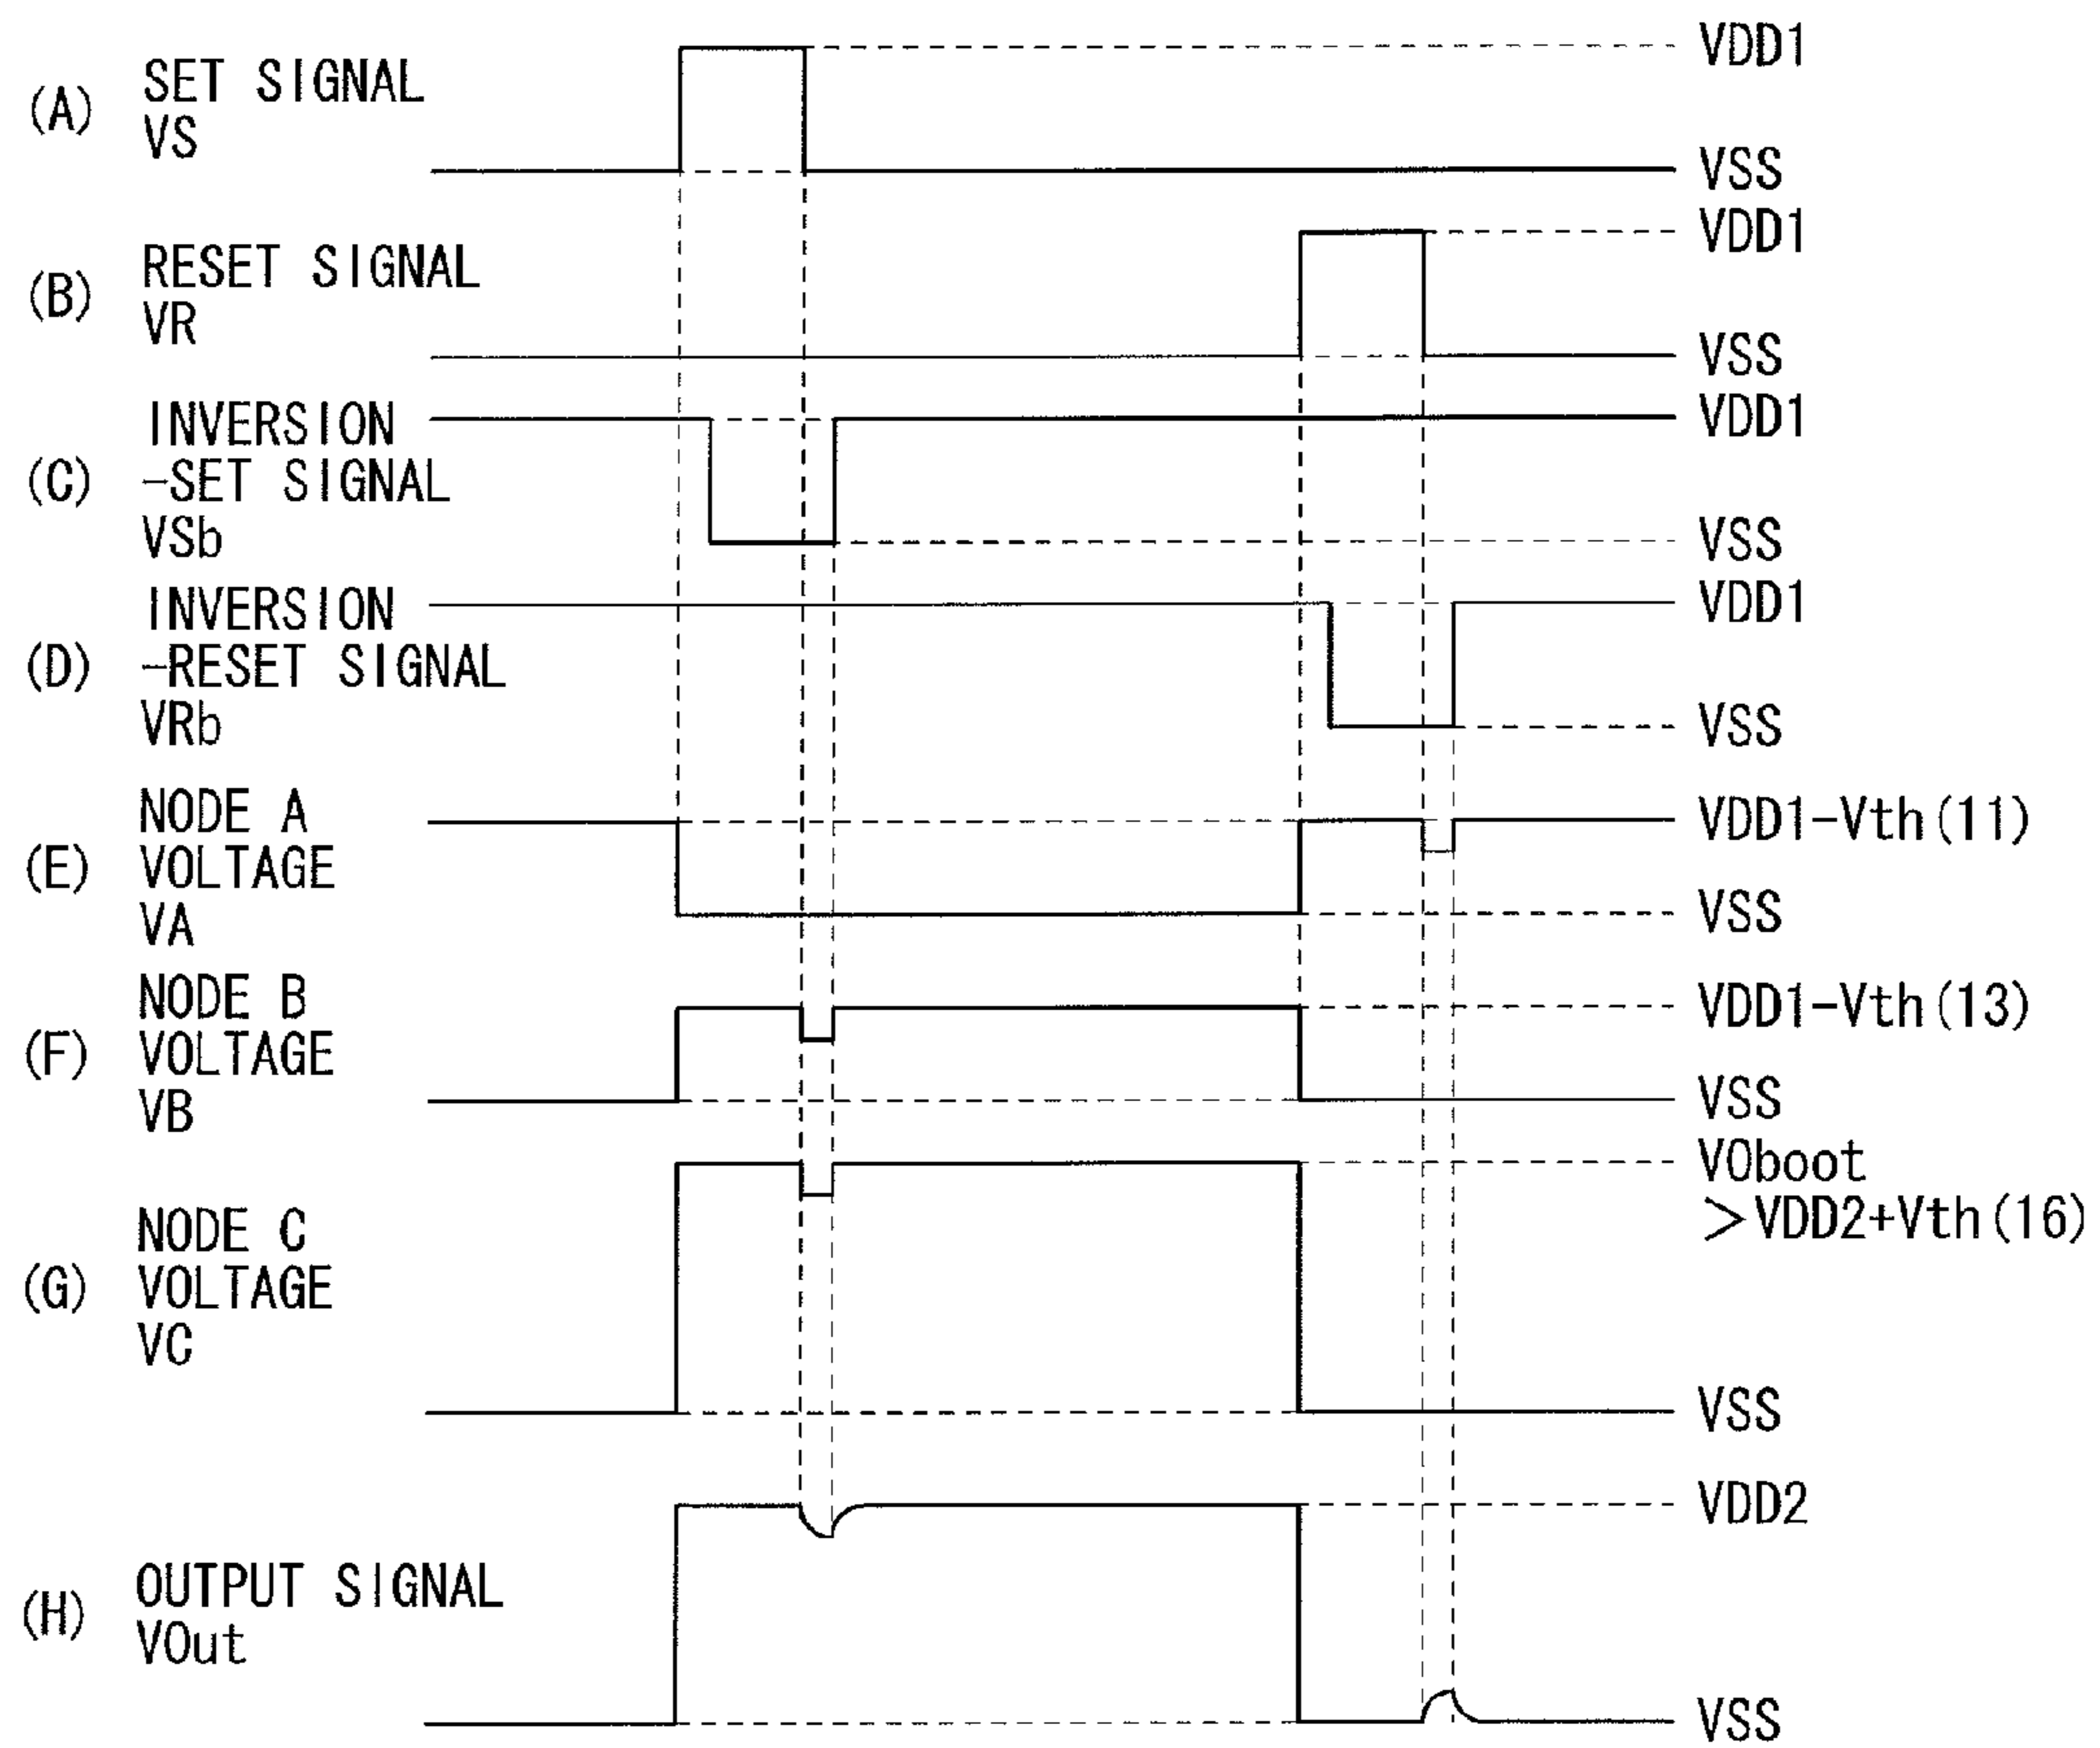 VDD1
(A) SET SIGNAL
VS
VSS
VDD1
(B) RESET SIGNAL
VR
VSS
INVERSION
VDD1
(C) -SET SIGNAL
VSb
VSS
INVERSION
VDD1
(D) -RESET SIGNAL
VRb
VSS
NODE A
VDD1-Vth(11)
(E) VOLTAGE
VA
VSS
NODE B
VDD1-Vth(13)
(F) VOLTAGE
VB
VSS
V0boot
>VDD2+Vth(16)
NODE C
(G) VOLTAGE
VC
VSS
VDD2
(H) OUTPUT SIGNAL
V0ut
VSS